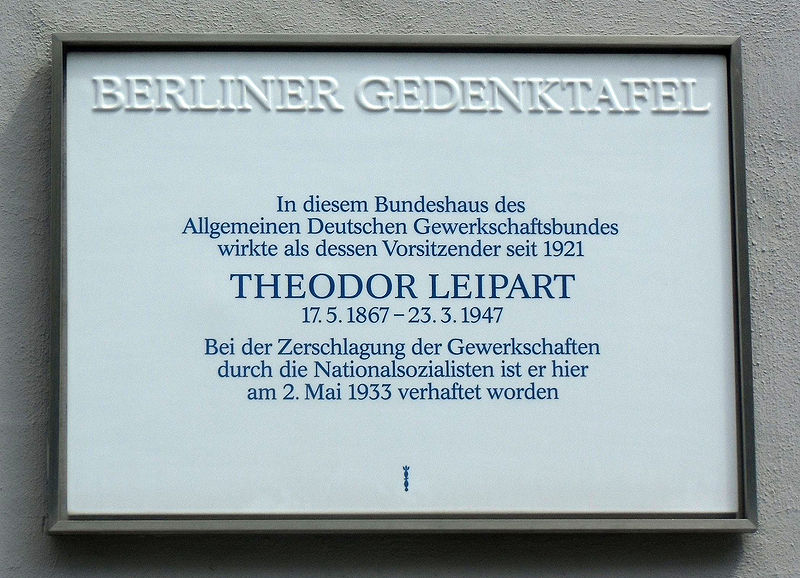 BERLINER GEDENKTAFEL
In diesem Bundeshaus des
Allgemeinen Deutschen Gewerkschaftsbundes
wirkte als dessen Vorsitzender seit 1921
THEODOR LEIPART
17. 5. 1867 – 23. 3. 1947
Bei der Zerschlagung der Gewerkschaften
durch die Nationalsozialisten ist er hier
am 2. Mai 1933 verhaftet worden